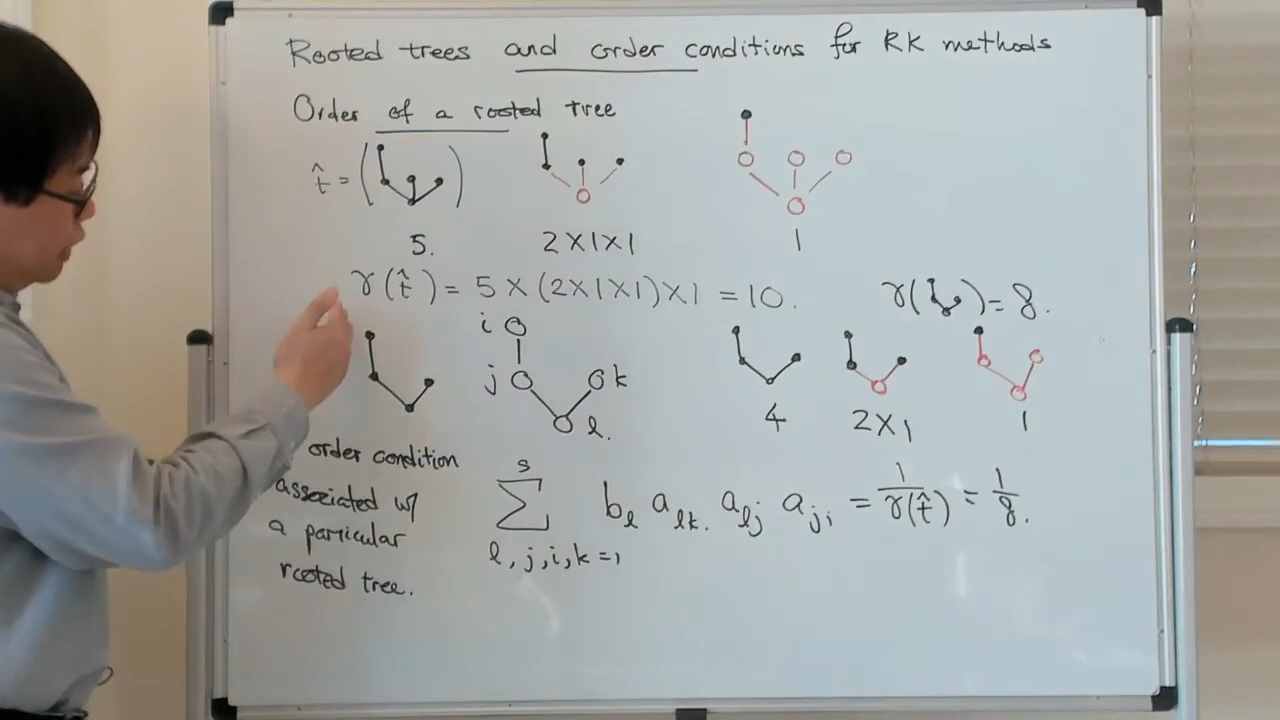 Rooted trees and order conditions for RK methods
Order of a rooted tree
t̂ = ( )
5. 2×1×1 1
γ(t̂) = 5×(2×1×1)×1 = 10. γ( ) = 8.
i
j k
l.
4 2×1 1
order condition
associated w/
a particular
rooted tree.
s
∑ b_l a_lk. a_lj a_ji = 1/γ(t̂) = 1/8.
l, j, i, k = 1